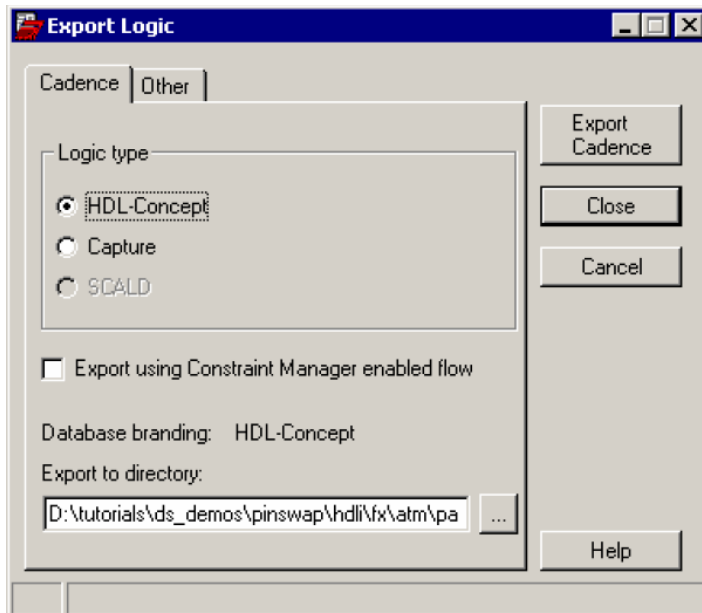 Export Logic
Cadence
Other
Logic type
HDL-Concept
Capture
SCALD
Export using Constraint Manager enabled flow
Database branding: HDL-Concept
Export to directory:
D:\tutorials\ds_demos\pinswap\hdli\fx\atm\pa
...
Export
Cadence
Close
Cancel
Help